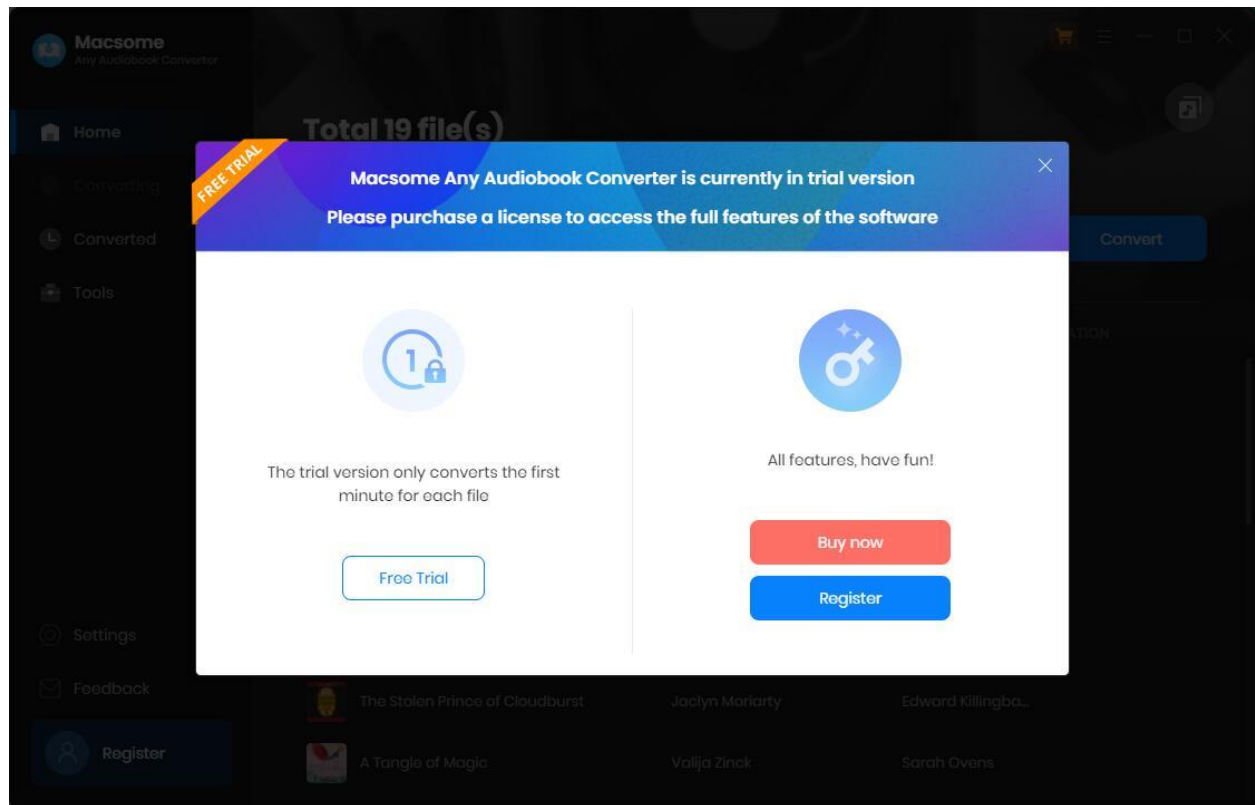 Macsome
Any Audiobook Converter
Home
Converting
Converted
Tools
Settings
Feedback
Register
Total 19 file(s)
Convert
FREE TRIAL
Macsome Any Audiobook Converter is currently in trial version
Please purchase a license to access the full features of the software
1
The trial version only converts the first
minute for each file
Free Trial
All features, have fun!
Buy now
Register
The Stolen Prince of Cloudburst Jaclyn Moriarty Edward Killingba...
A Tangle of Magic Valija Zinck Sarah Ovens